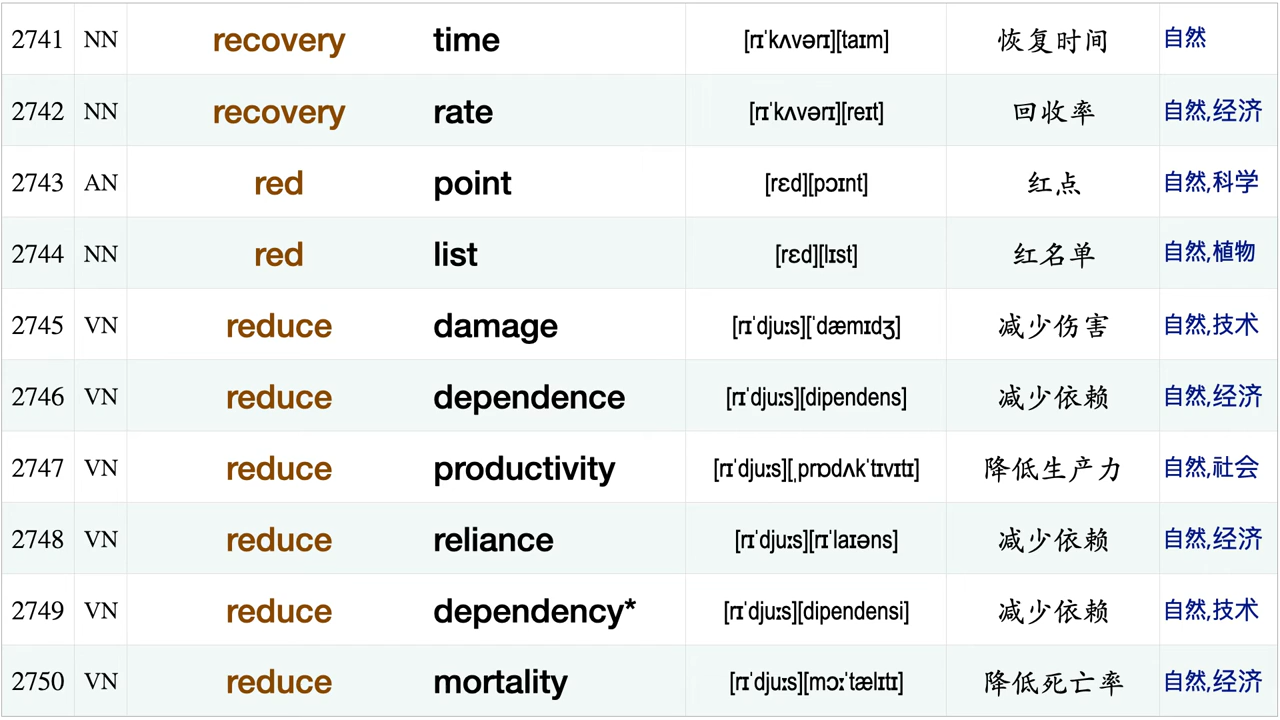 2741 NN recovery time [rɪˈkʌvərɪ][taɪm] 恢复时间 自然
2742 NN recovery rate [rɪˈkʌvərɪ][reɪt] 回收率 自然,经济
2743 AN red point [rɛd][pɔɪnt] 红点 自然,科学
2744 NN red list [rɛd][lɪst] 红名单 自然,植物
2745 VN reduce damage [rɪˈdjuːs][ˈdæmɪdʒ] 减少伤害 自然,技术
2746 VN reduce dependence [rɪˈdjuːs][dipendens] 减少依赖 自然,经济
2747 VN reduce productivity [rɪˈdjuːs][ˌprɒdʌkˈtɪvɪtɪ] 降低生产力 自然,社会
2748 VN reduce reliance [rɪˈdjuːs][rɪˈlaɪəns] 减少依赖 自然,经济
2749 VN reduce dependency* [rɪˈdjuːs][dipendensi] 减少依赖 自然,技术
2750 VN reduce mortality [rɪˈdjuːs][mɔːˈtælɪtɪ] 降低死亡率 自然,经济